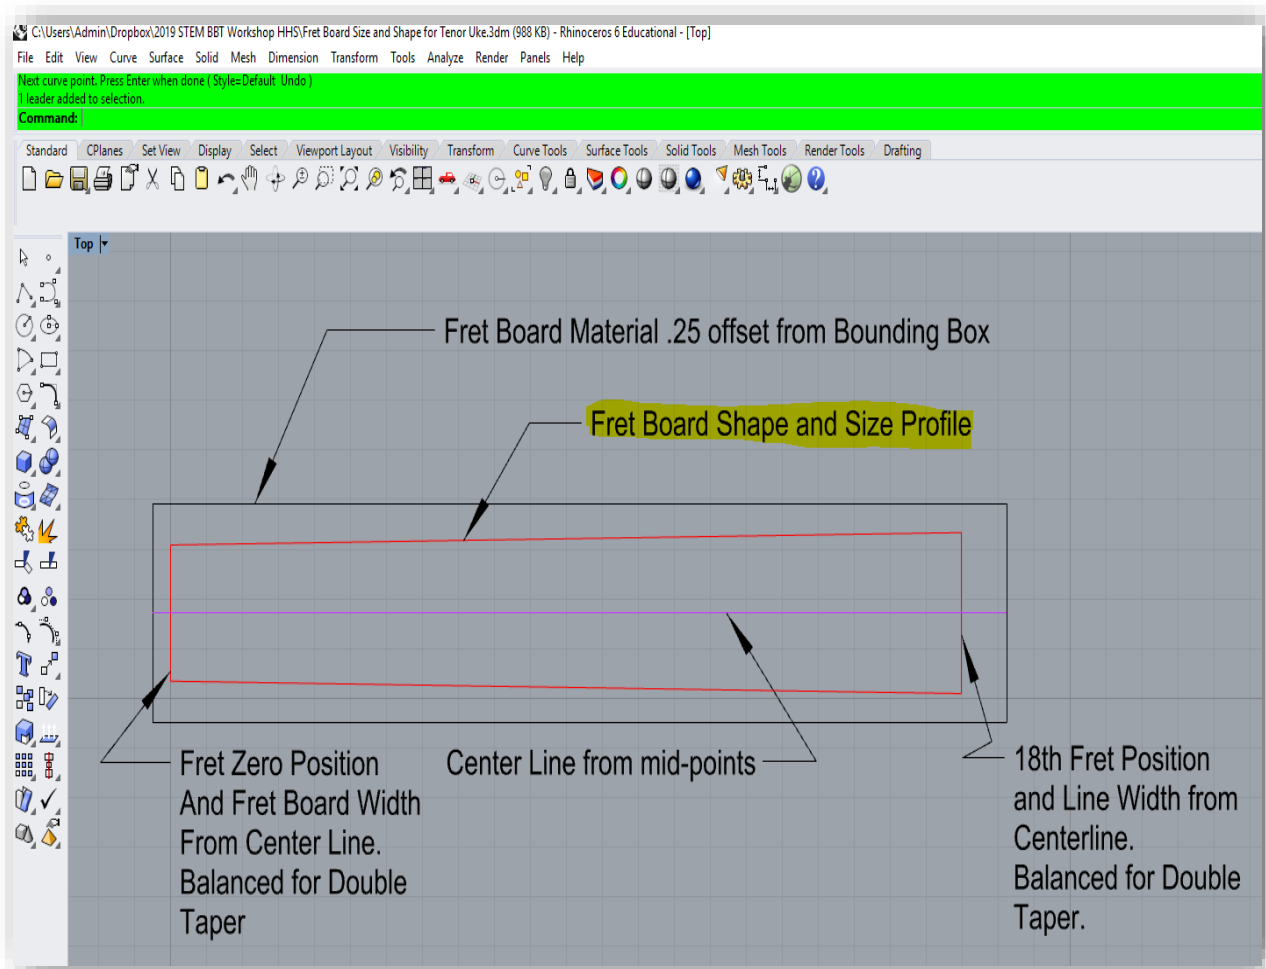 C:\Users\Admin\Dropbox\2019 STEM BBT Workshop HHS\Fret Board Size and Shape for Tenor Uke.3dm (988 KB) - Rhinoceros 6 Educational - [Top]
File Edit View Curve Surface Solid Mesh Dimension Transform Tools Analyze Render Panels Help
Next curve point. Press Enter when done ( Style=Default Undo )
1 leader added to selection.
Command:
Standard CPlanes Set View Display Select Viewport Layout Visibility Transform Curve Tools Surface Tools Solid Tools Mesh Tools Render Tools Drafting
Top
Fret Board Material .25 offset from Bounding Box
Fret Board Shape and Size Profile
Fret Zero Position
And Fret Board Width
From Center Line.
Balanced for Double
Taper
Center Line from mid-points
18th Fret Position
and Line Width from
Centerline.
Balanced for Double
Taper.